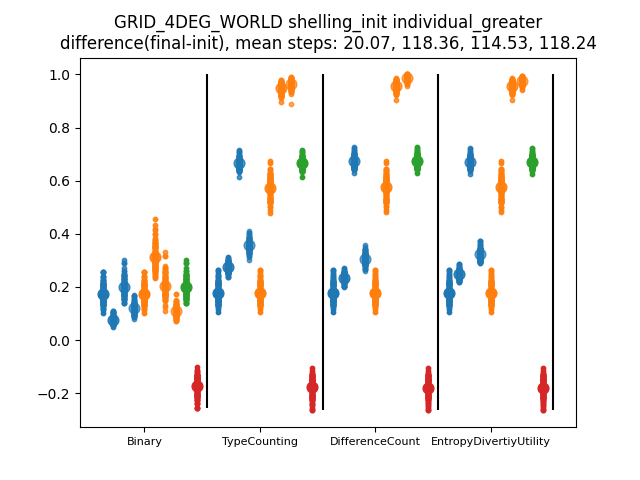 GRID_4DEG_WORLD shelling_init individual_greater
difference(final-init), mean steps: 20.07, 118.36, 114.53, 118.24
1.0
0.8
0.6
0.4
0.2
0.0
−0.2
Binary TypeCounting DifferenceCount EntropyDivertiyUtility